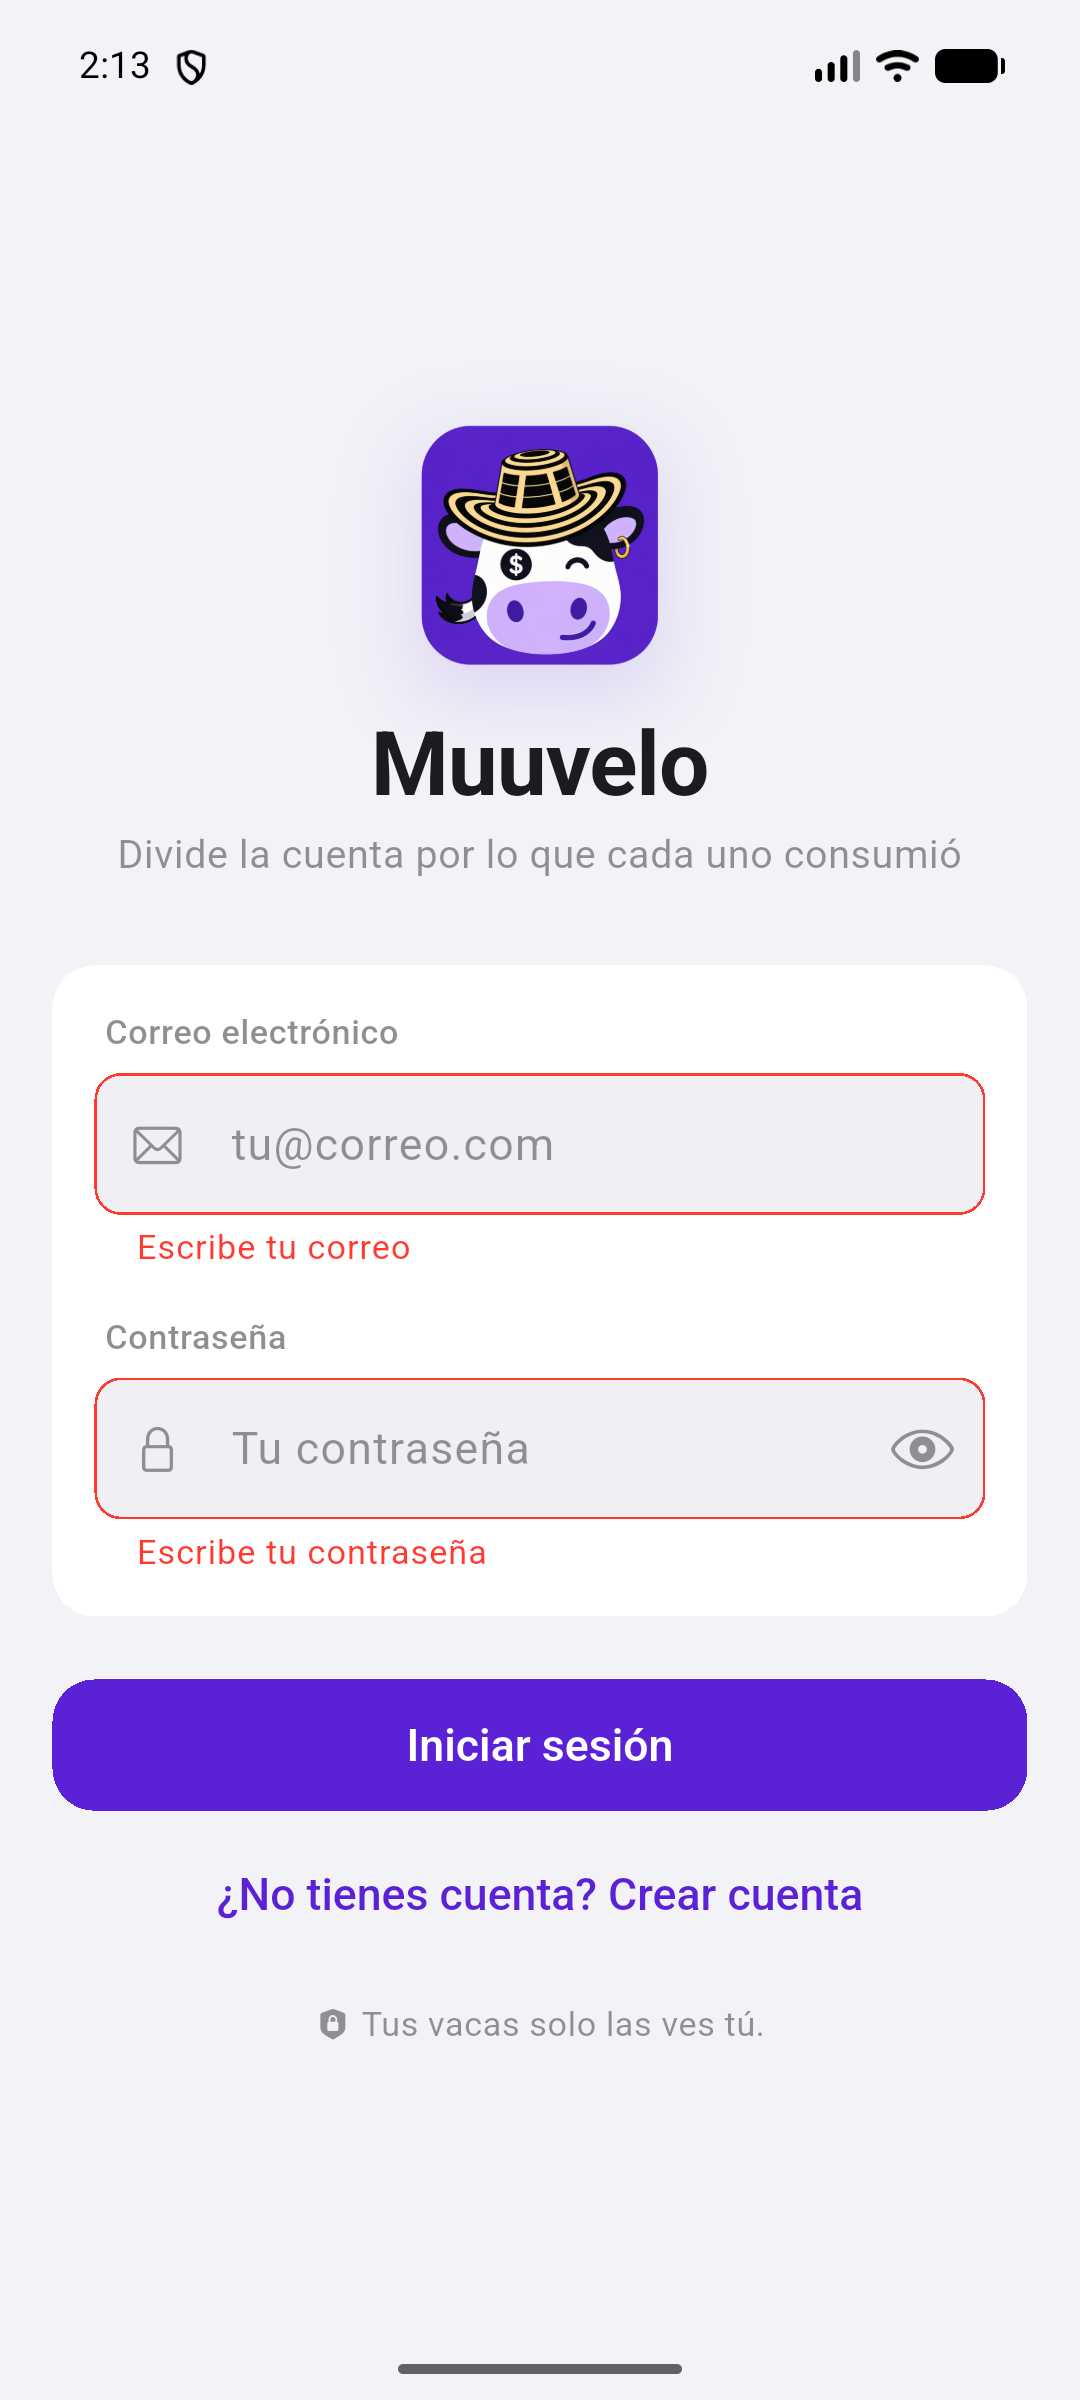 2:13
$
Muuvelo
Divide la cuenta por lo que cada uno consumió
Correo electrónico
tu@correo.com
Escribe tu correo
Contraseña
Tu contraseña
Escribe tu contraseña
Iniciar sesión
¿No tienes cuenta? Crear cuenta
Tus vacas solo las ves tú.